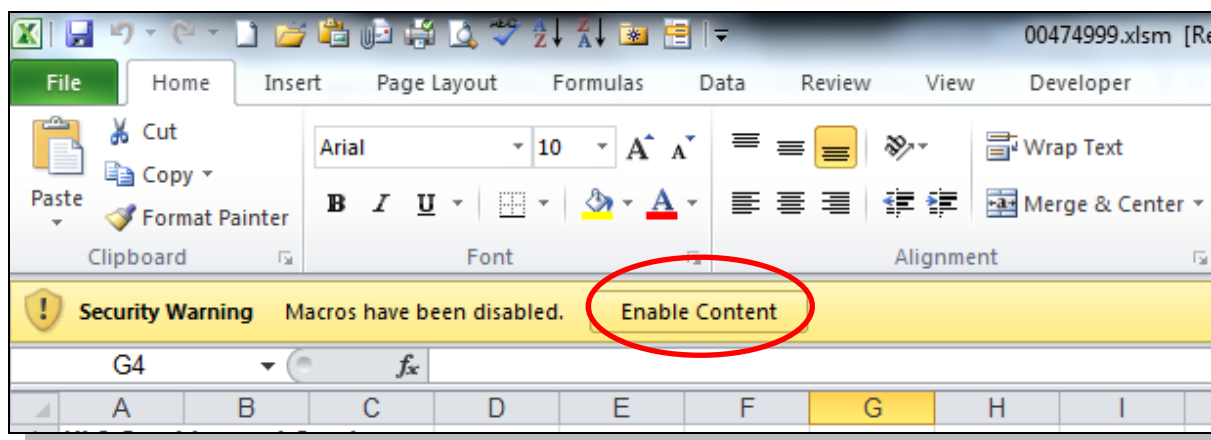 00474999.xlsm [Re
File Home Insert Page Layout Formulas Data Review View Developer
Cut
Arial 10 A A Wrap Text
Copy
Paste
Format Painter B I U A Merge & Center
Clipboard Font Alignment
Security Warning Macros have been disabled. Enable Content
G4 fx
A B C D E F G H I